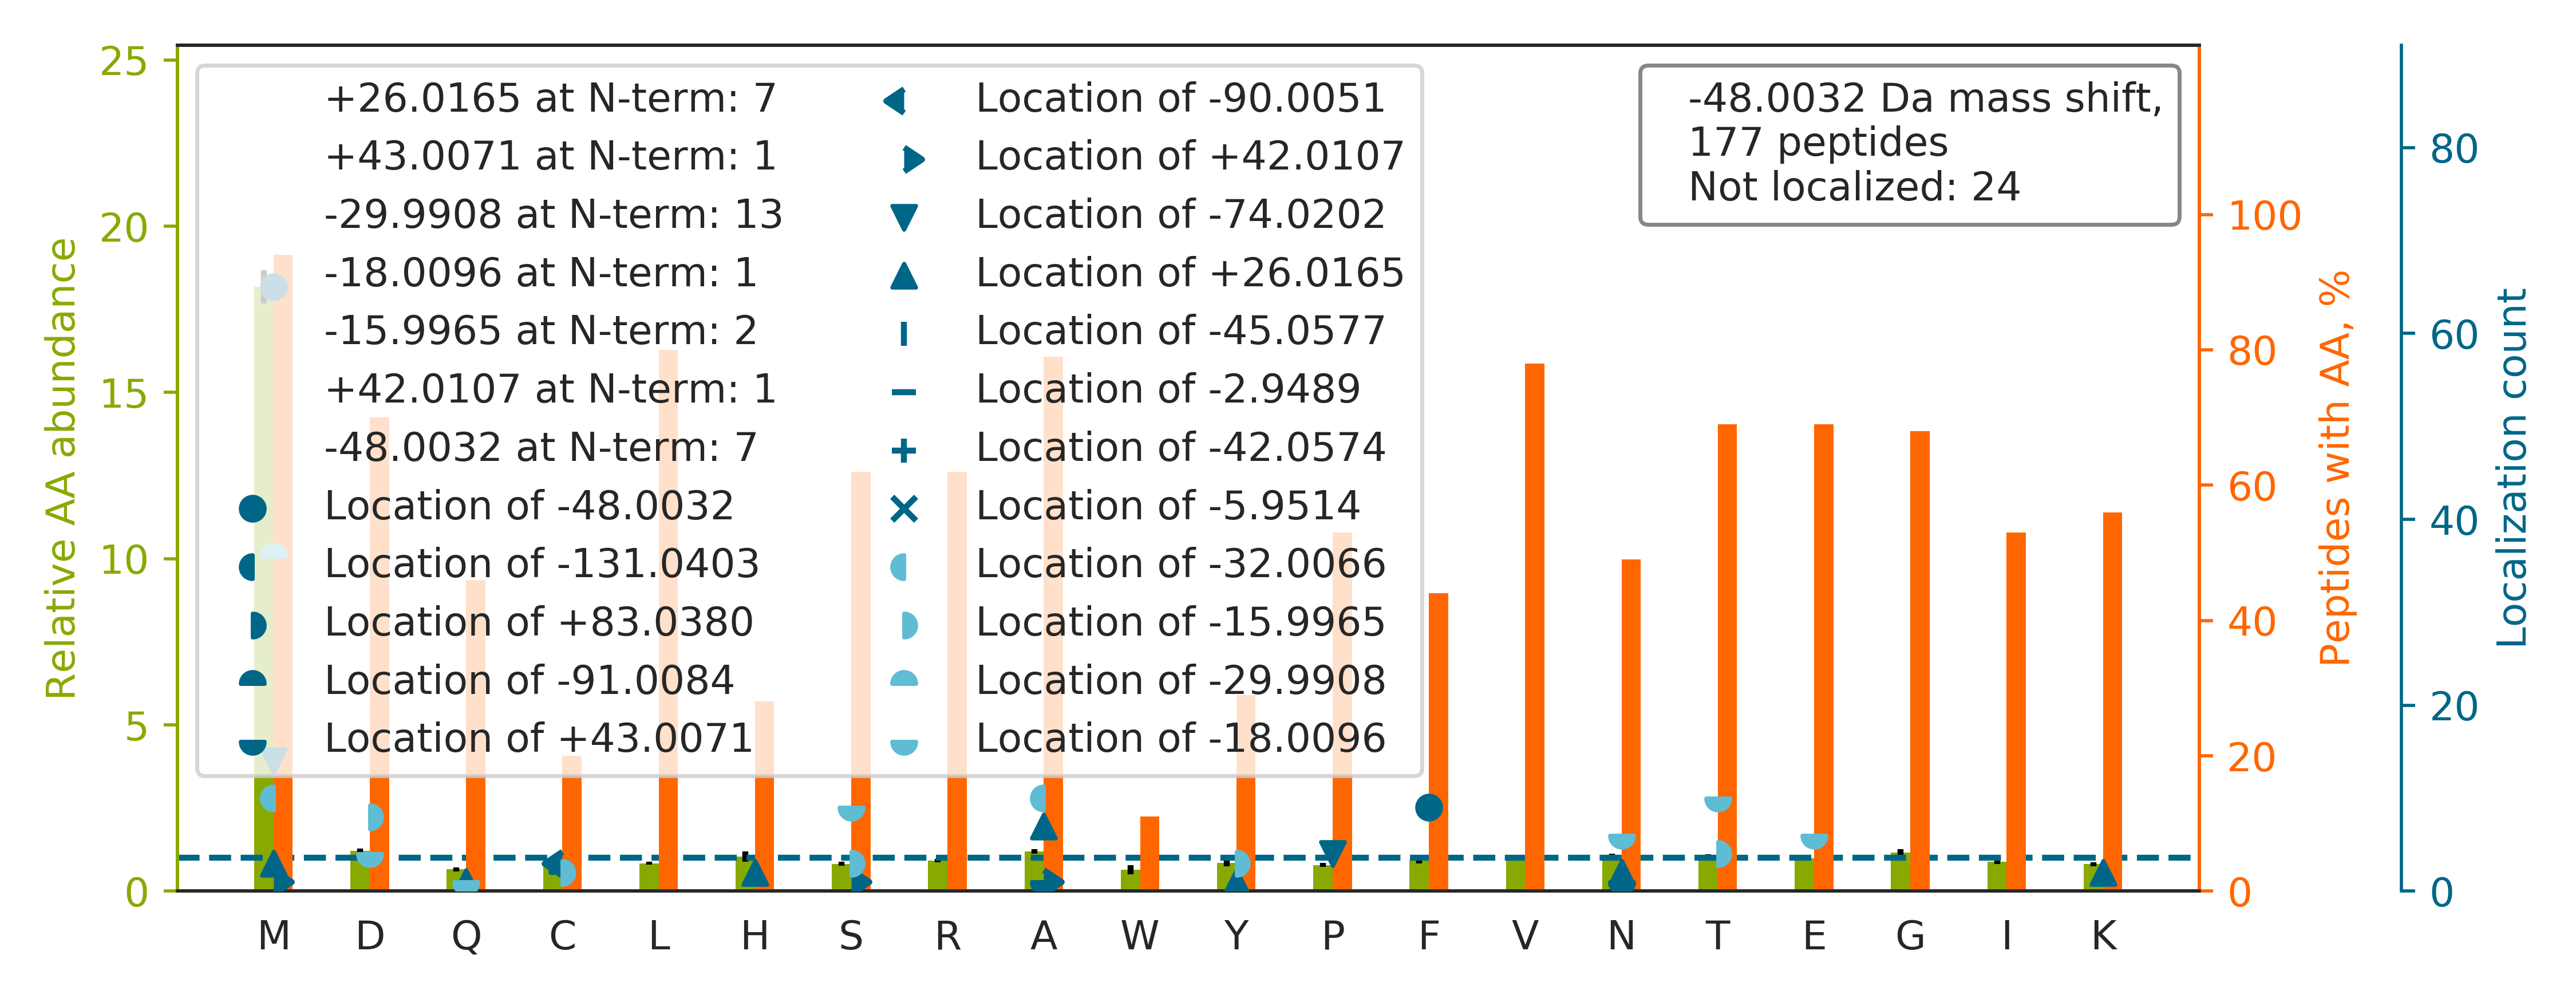 25
20
15
10
5
0
Relative AA abundance
+26.0165 at N-term: 7
+43.0071 at N-term: 1
-29.9908 at N-term: 13
-18.0096 at N-term: 1
-15.9965 at N-term: 2
+42.0107 at N-term: 1
-48.0032 at N-term: 7
Location of -48.0032
Location of -131.0403
Location of +83.0380
Location of -91.0084
Location of +43.0071
Location of -90.0051
Location of +42.0107
Location of -74.0202
Location of +26.0165
Location of -45.0577
Location of -2.9489
Location of -42.0574
Location of -5.9514
Location of -32.0066
Location of -15.9965
Location of -29.9908
Location of -18.0096
-48.0032 Da mass shift,
177 peptides
Not localized: 24
100
80
60
40
20
0
Peptides with AA, %
80
60
40
20
0
Localization count
M D Q C L H S R A W Y P F V N T E G I K